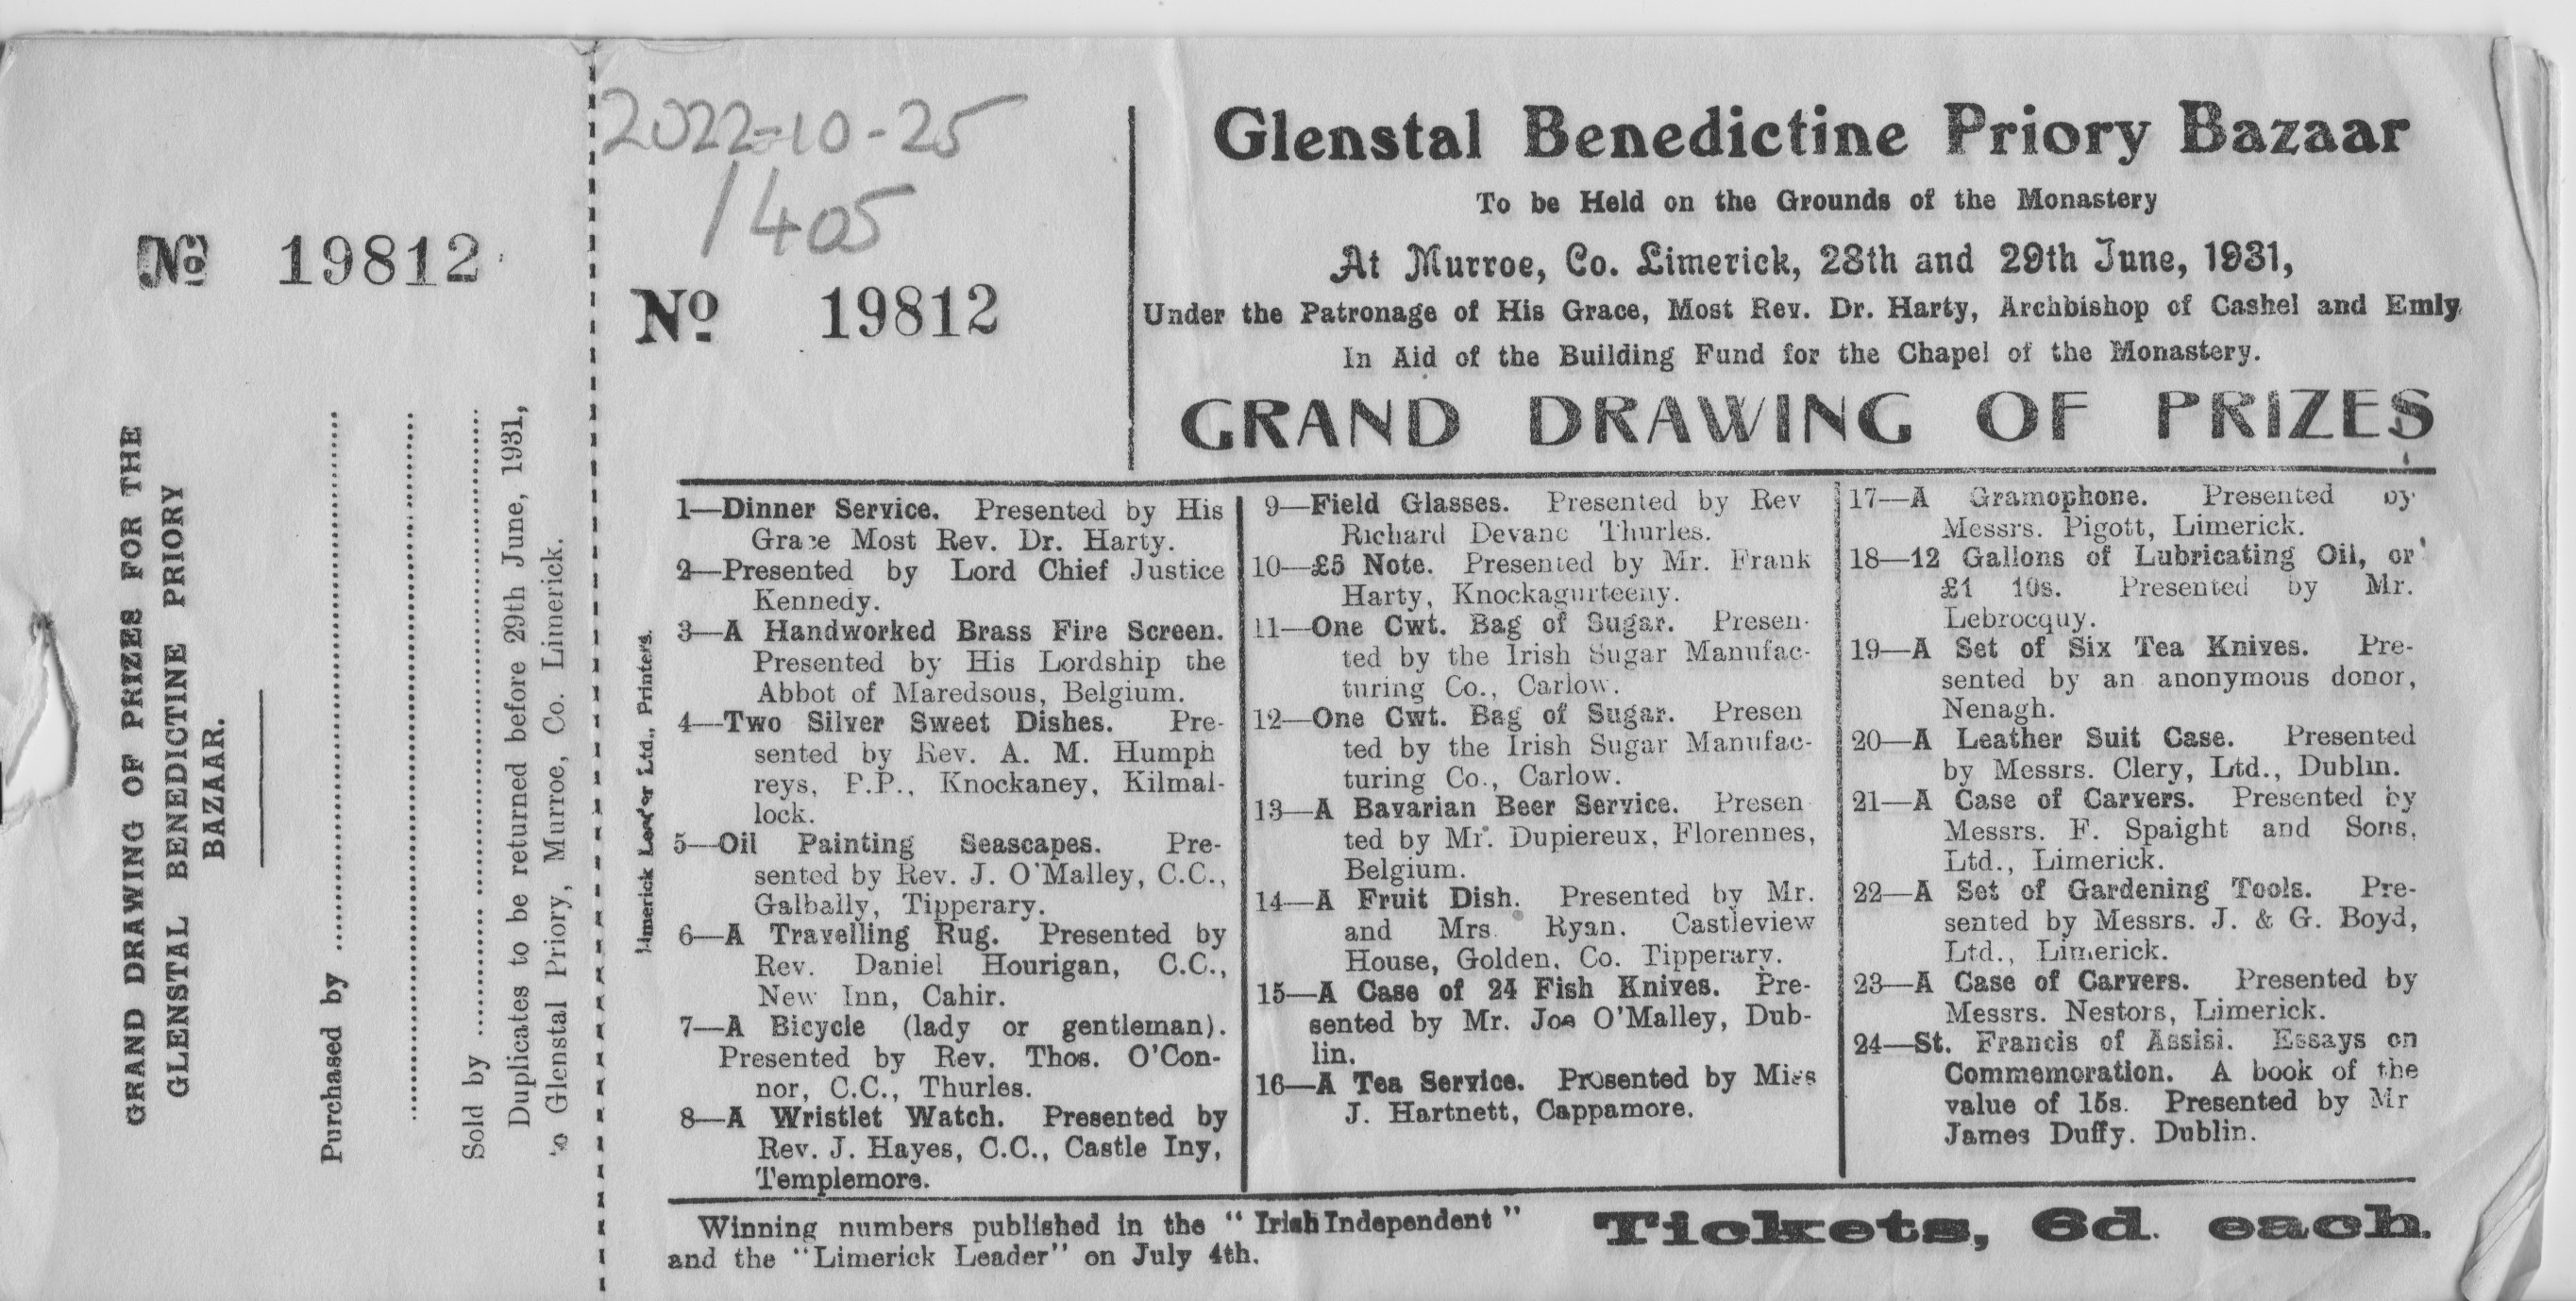 No 19812
GRAND DRAWING OF PRIZES FOR THE
GLENSTAL BENEDICTINE PRIORY
BAZAAR.
Purchased by
Sold by
Duplicates to be returned before 29th June, 1931,
to Glenstal Priory, Murroe, Co. Limerick.
2022-10-25
/405
No. 19812
Limerick Leader Ltd., Printers.
Glenstal Benedictine Priory Bazaar
To be Held on the Grounds of the Monastery
At Murroe, Co. Limerick, 28th and 29th June, 1931,
Under the Patronage of His Grace, Most Rev. Dr. Harty, Archbishop of Cashel and Emly
In Aid of the Building Fund for the Chapel of the Monastery.
GRAND DRAWING OF PRIZES
1—Dinner Service. Presented by His
Grace Most Rev. Dr. Harty.
2—Presented by Lord Chief Justice
Kennedy.
3—A Handworked Brass Fire Screen.
Presented by His Lordship the
Abbot of Maredsous, Belgium.
4—Two Silver Sweet Dishes. Pre-
sented by Rev. A. M. Humph
reys, P.P., Knockaney, Kilmal-
lock.
5—Oil Painting Seascapes. Pre-
sented by Rev. J. O'Malley, C.C.,
Galbally, Tipperary.
6—A Travelling Rug. Presented by
Rev. Daniel Hourigan, C.C.,
New Inn, Cahir.
7—A Bicycle (lady or gentleman).
Presented by Rev. Thos. O'Con-
nor, C.C., Thurles.
8—A Wristlet Watch. Presented by
Rev. J. Hayes, C.C., Castle Iny,
Templemore.
9—Field Glasses. Presented by Rev
Richard Devane Thurles.
10—£5 Note. Presented by Mr. Frank
Harty, Knockagurteeny.
11—One Cwt. Bag of Sugar. Presen-
ted by the Irish Sugar Manufac-
turing Co., Carlow.
12—One Cwt. Bag of Sugar. Presen
ted by the Irish Sugar Manufac-
turing Co., Carlow.
13—A Bavarian Beer Service. Presen
ted by Mr. Dupiereux, Florennes,
Belgium.
14—A Fruit Dish. Presented by Mr.
and Mrs. Ryan. Castleview
House, Golden, Co. Tipperary.
15—A Case of 24 Fish Knives. Pre-
sented by Mr. Joe O'Malley, Dub-
lin.
16—A Tea Service. Presented by Miss
J. Hartnett, Cappamore.
17—A Gramophone. Presented by
Messrs. Pigott, Limerick.
18—12 Gallons of Lubricating Oil, or
£1 10s. Presented by Mr.
Lebrocquy.
19—A Set of Six Tea Knives. Pre-
sented by an anonymous donor,
Nenagh.
20—A Leather Suit Case. Presented
by Messrs. Clery, Ltd., Dublin.
21—A Case of Carvers. Presented by
Messrs. F. Spaight and Sons,
Ltd., Limerick.
22—A Set of Gardening Tools. Pre-
sented by Messrs. J. & G. Boyd,
Ltd., Limerick.
23—A Case of Carvers. Presented by
Messrs. Nestors, Limerick.
24—St. Francis of Assisi. Essays on
Commemoration. A book of the
value of 15s. Presented by Mr
James Duffy. Dublin.
Winning numbers published in the "Irish Independent"
and the "Limerick Leader" on July 4th.
Tickets, 6d. each.